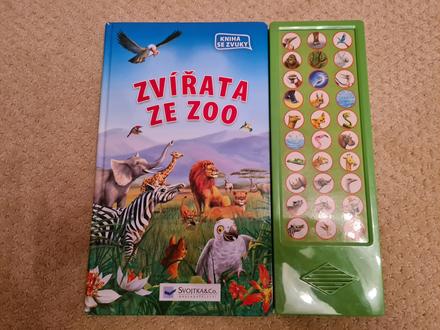 KNIHA
SE ZVUKY
ZVÍŘATA
ZE ZOO
SVOJTKA&Co.